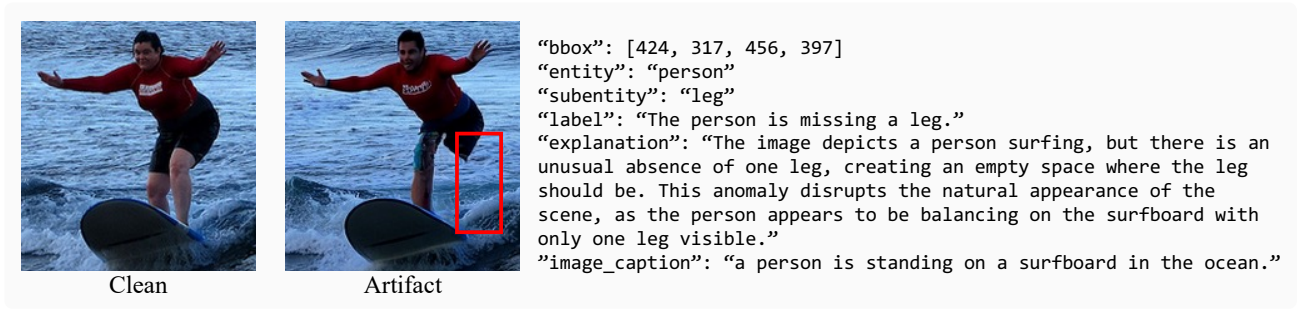 “bbox”: [424, 317, 456, 397]
“entity”: “person”
“subentity”: “leg”
“label”: “The person is missing a leg.”
“explanation”: “The image depicts a person surfing, but there is an
unusual absence of one leg, creating an empty space where the leg
should be. This anomaly disrupts the natural appearance of the
scene, as the person appears to be balancing on the surfboard with
only one leg visible.”
”image_caption”: “a person is standing on a surfboard in the ocean.”
Clean
Artifact